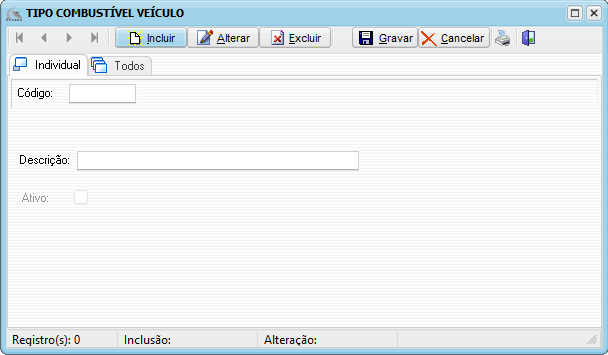 TIPO COMBUSTÍVEL VEÍCULO
Incluir Alterar Excluir Gravar Cancelar
Individual Todos
Código:
Descrição:
Ativo:
Registro(s): 0 Inclusão: Alteração: